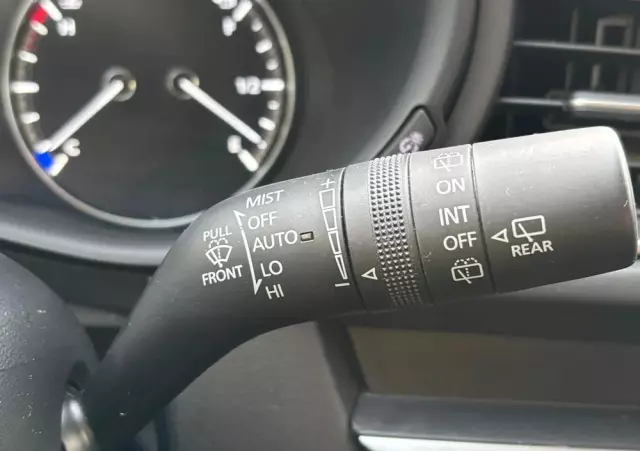 H
1/2
C
PULL
FRONT
MIST
OFF
AUTO
LO
HI
+
−
ON
INT
OFF
REAR